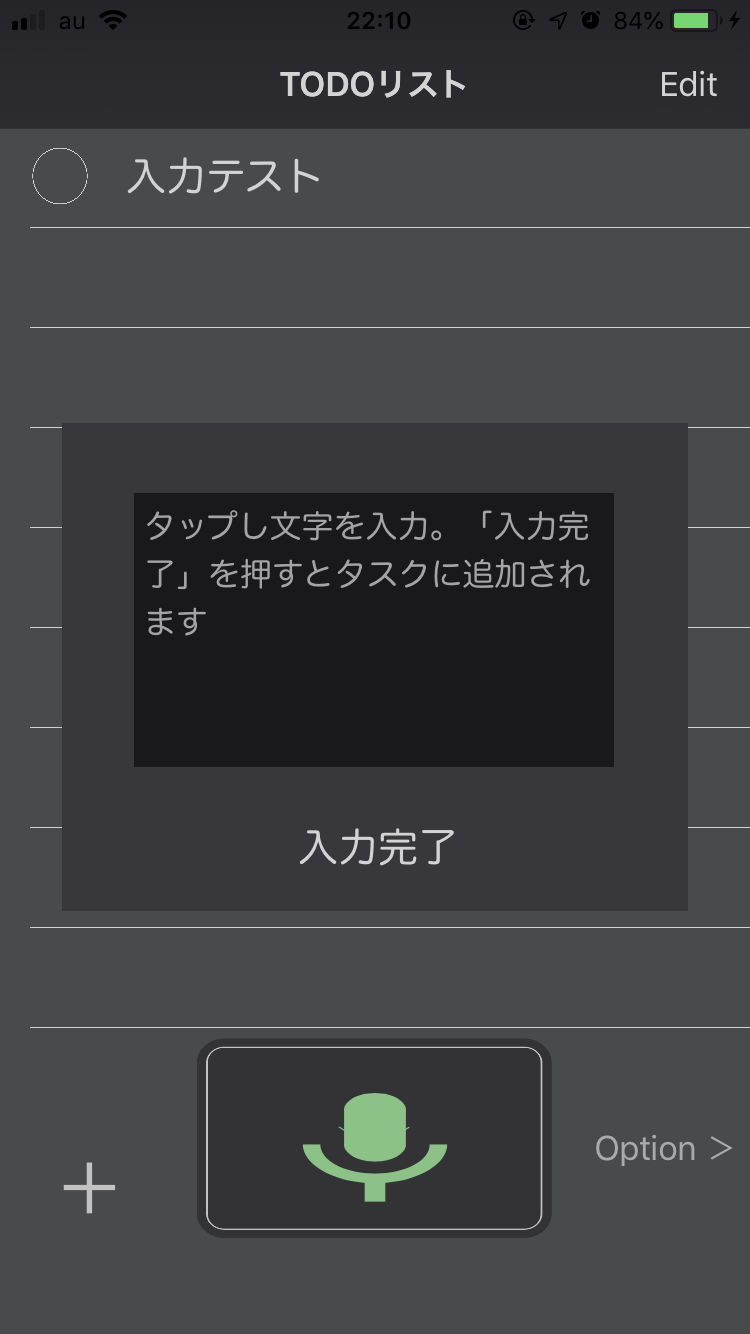 au 22:10 84%
TODOリスト Edit
入力テスト
タップし文字を入力。「入力完
了」を押すとタスクに追加され
ます
入力完了
Option >